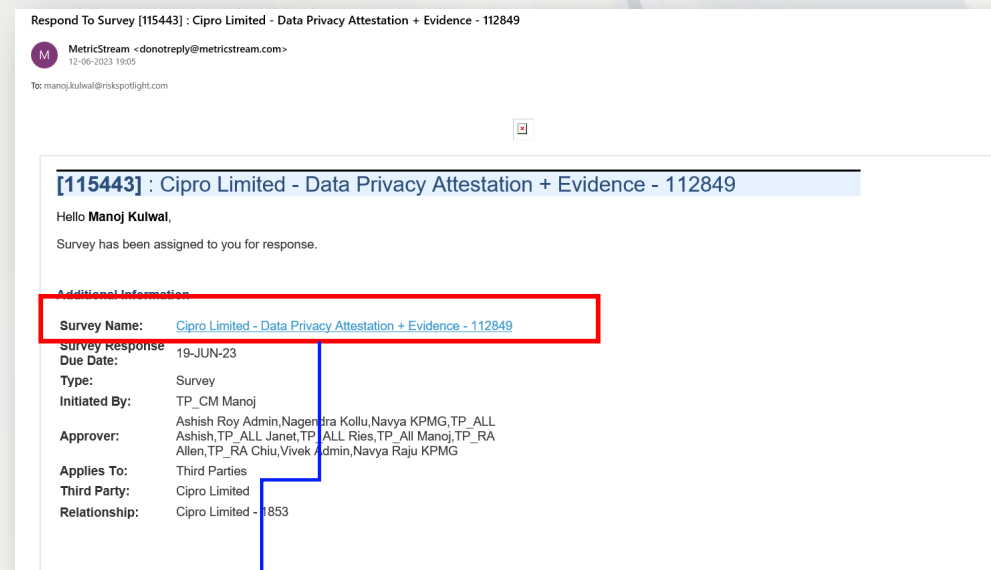 Respond To Survey [115443] : Cipro Limited - Data Privacy Attestation + Evidence - 112849
M
MetricStream <donotreply@metricstream.com>
12-06-2023 19:05
To: manoj.kulwal@riskspotlight.com
[115443] : Cipro Limited - Data Privacy Attestation + Evidence - 112849
Hello Manoj Kulwal,
Survey has been assigned to you for response.
Additional Information
Survey Name: Cipro Limited - Data Privacy Attestation + Evidence - 112849
Survey Response
Due Date: 19-JUN-23
Type: Survey
Initiated By: TP_CM Manoj
Ashish Roy Admin,Nagendra Kollu,Navya KPMG,TP_ALL
Approver: Ashish,TP_ALL Janet,TP_ALL Ries,TP_All Manoj,TP_RA
Allen,TP_RA Chiu,Vivek Admin,Navya Raju KPMG
Applies To: Third Parties
Third Party: Cipro Limited
Relationship: Cipro Limited - 1853